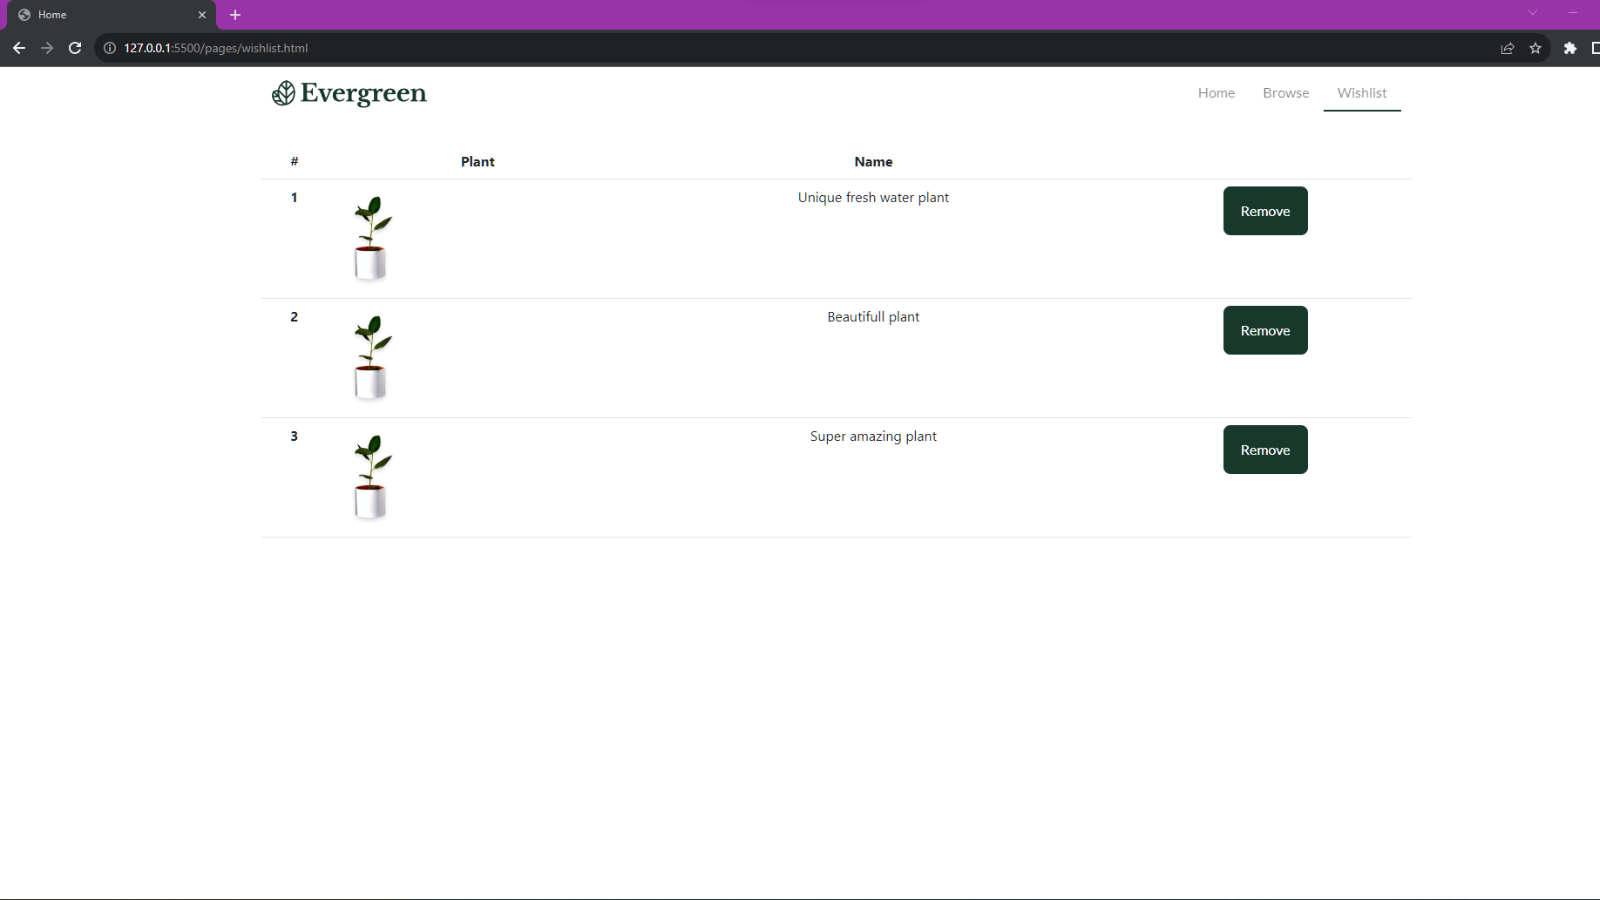 Home
127.0.0.1:5500/pages/wishlist.html
Evergreen
Home Browse Wishlist
# Plant Name
1 Unique fresh water plant Remove
2 Beautifull plant Remove
3 Super amazing plant Remove